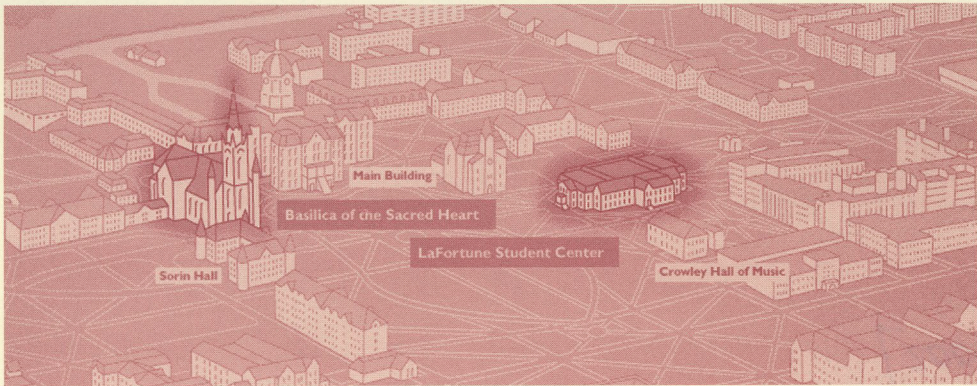 Main Building
Basilica of the Sacred Heart
LaFortune Student Center
Sorin Hall
Crowley Hall of Music